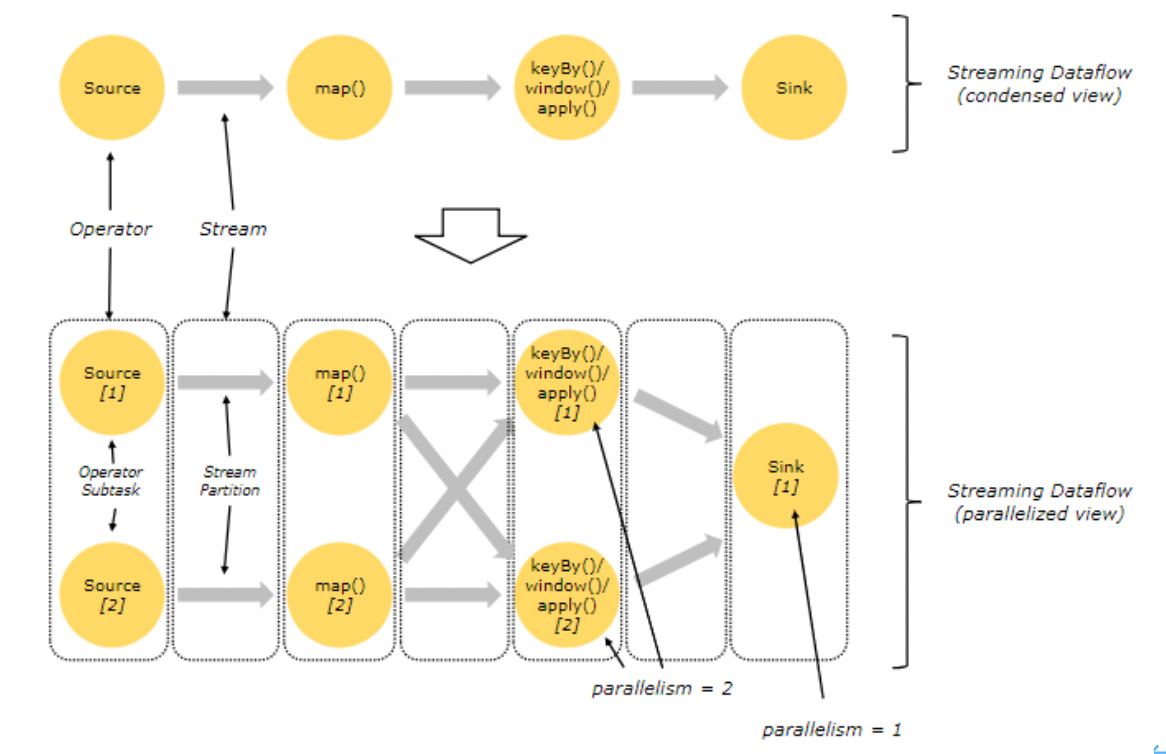 Source
map()
keyBy()/
window()/
apply()
Sink
Streaming Dataflow
(condensed view)
Operator
Stream
Source
[1]
map()
[1]
keyBy()/
window()/
apply()
[1]
Operator
Subtask
Stream
Partition
Sink
[1]
Streaming Dataflow
(parallelized view)
Source
[2]
map()
[2]
keyBy()/
window()/
apply()
[2]
parallelism = 2
parallelism = 1